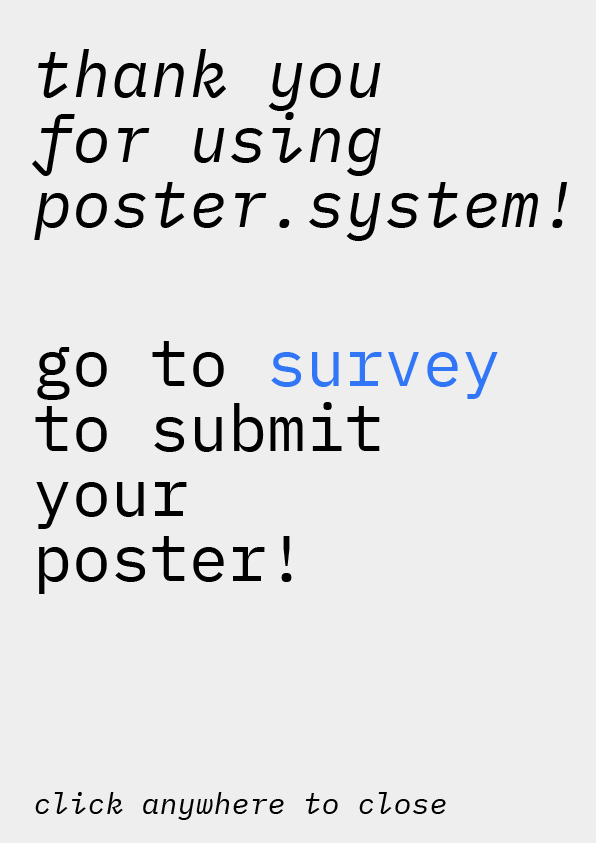 thank you
for using
poster.system!
go to survey
to submit
your
poster!
click anywhere to close